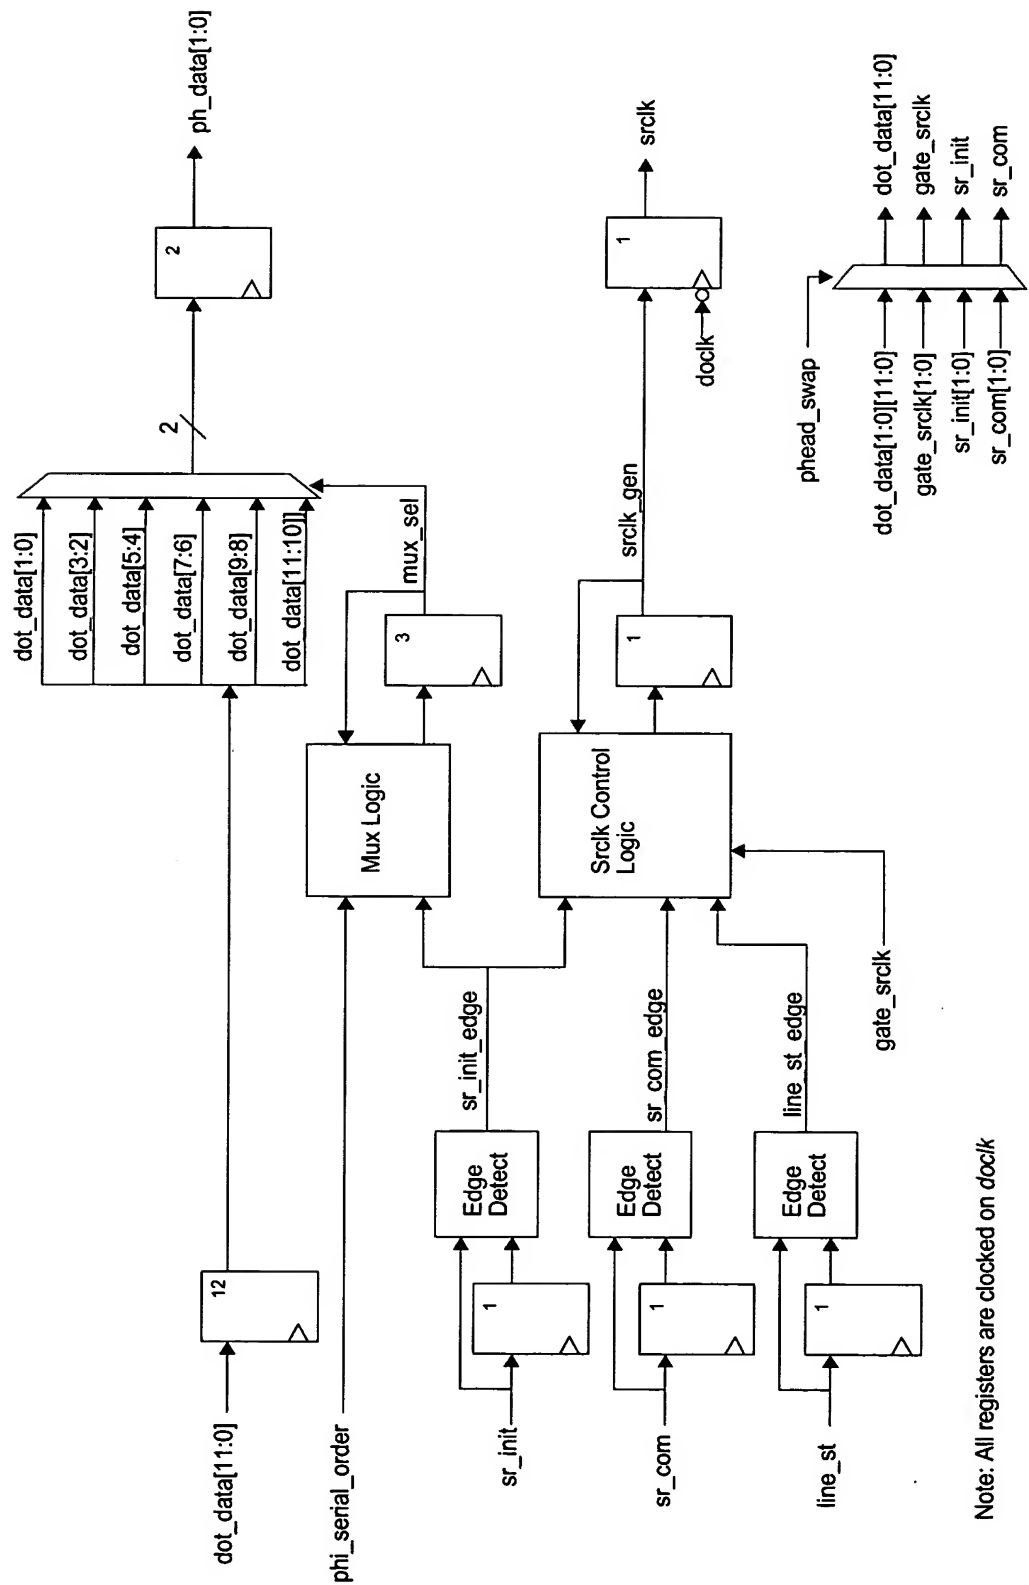 dot_data[11:0]
12
dot_data[1:0]
dot_data[3:2]
dot_data[5:4]
dot_data[7:6]
dot_data[9:8]
dot_data[11:10]]
2
2
ph_data[1:0]
phi_serial_order
Mux Logic
3
mux_sel
sr_init
1
Edge
Detect
sr_init_edge
sr_com
1
Edge
Detect
sr_com_edge
line_st
1
Edge
Detect
line_st_edge
gate_srclk
Srclk Control
Logic
1
srclk_gen
doclk
1
srclk
phead_swap
dot_data[1:0][11:0]
gate_srclk[1:0]
sr_init[1:0]
sr_com[1:0]
dot_data[11:0]
gate_srclk
sr_init
sr_com
Note: All registers are clocked on doclk